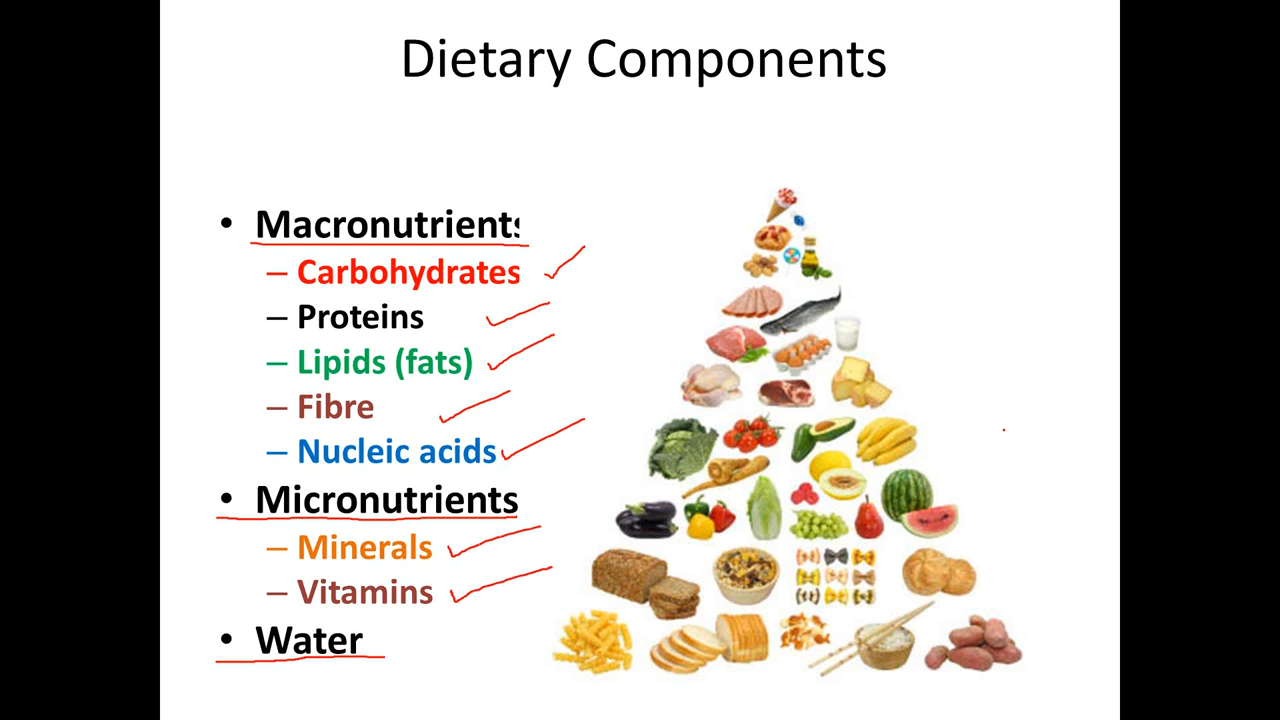 Dietary Components
• Macronutrients
– Carbohydrates
– Proteins
– Lipids (fats)
– Fibre
– Nucleic acids
• Micronutrients
– Minerals
– Vitamins
• Water